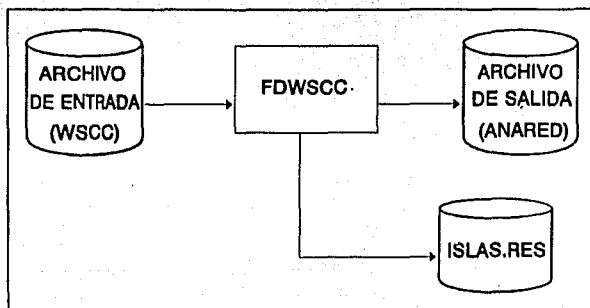 ARCHIVO
DE ENTRADA
(WSCC)
FDWSCC.
ARCHIVO
DE SALIDA
(ANARED)
ISLAS.RES